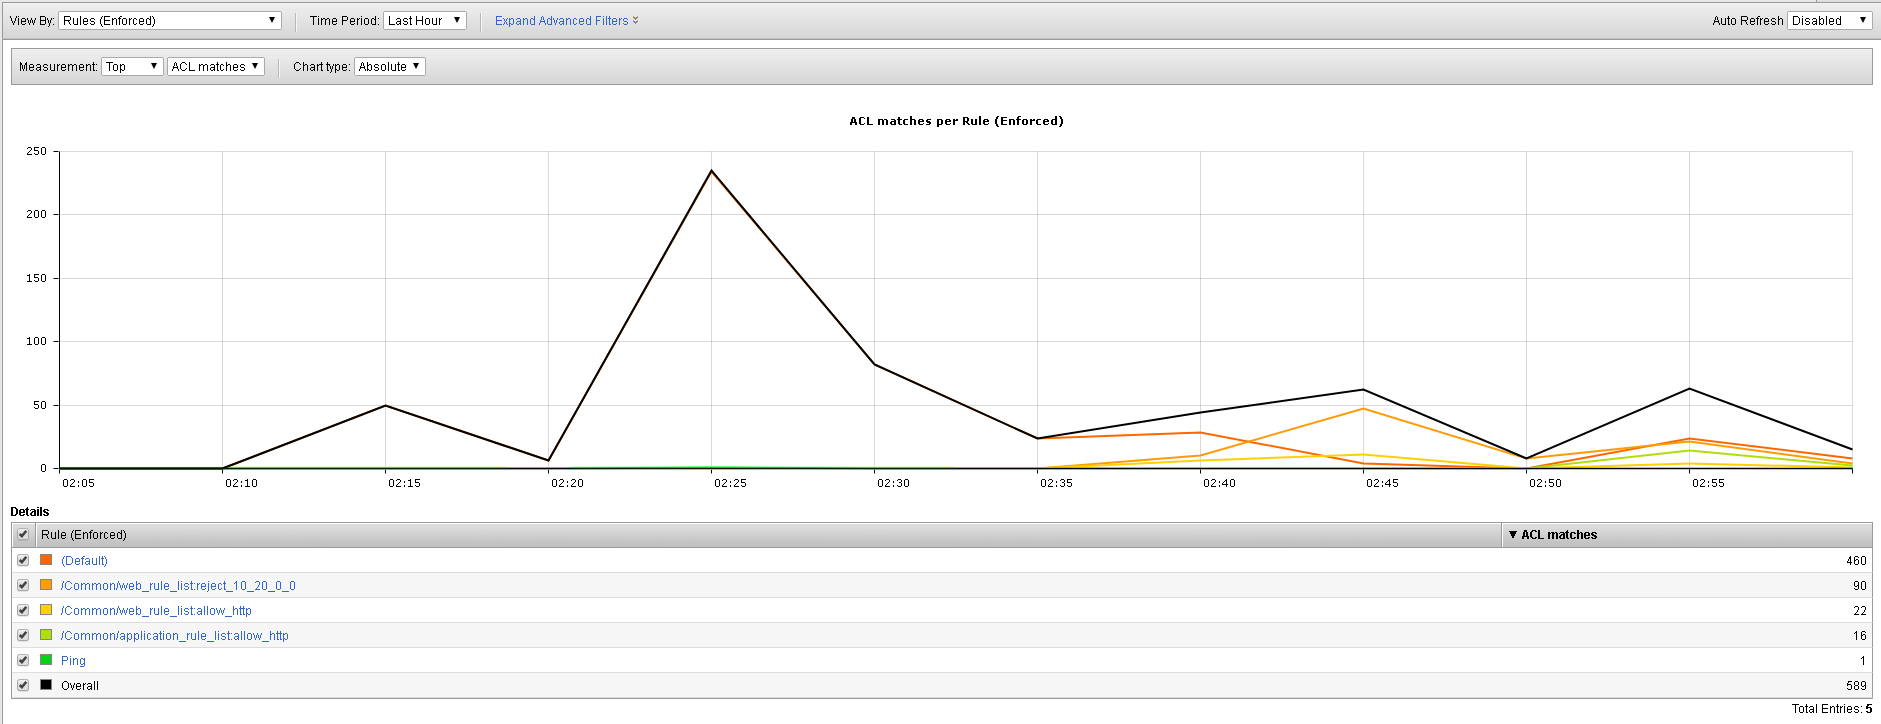 View By: Rules (Enforced) Time Period: Last Hour Expand Advanced Filters Auto Refresh Disabled
Measurement: Top ACL matches Chart type: Absolute
ACL matches per Rule (Enforced)
250
200
150
100
50
0
02:05 02:10 02:15 02:20 02:25 02:30 02:35 02:40 02:45 02:50 02:55
Details
Rule (Enforced) ▼ ACL matches
(Default) 460
/Common/web_rule_list:reject_10_20_0_0 90
/Common/web_rule_list:allow_http 22
/Common/application_rule_list:allow_http 16
Ping 1
Overall 589
Total Entries: 5